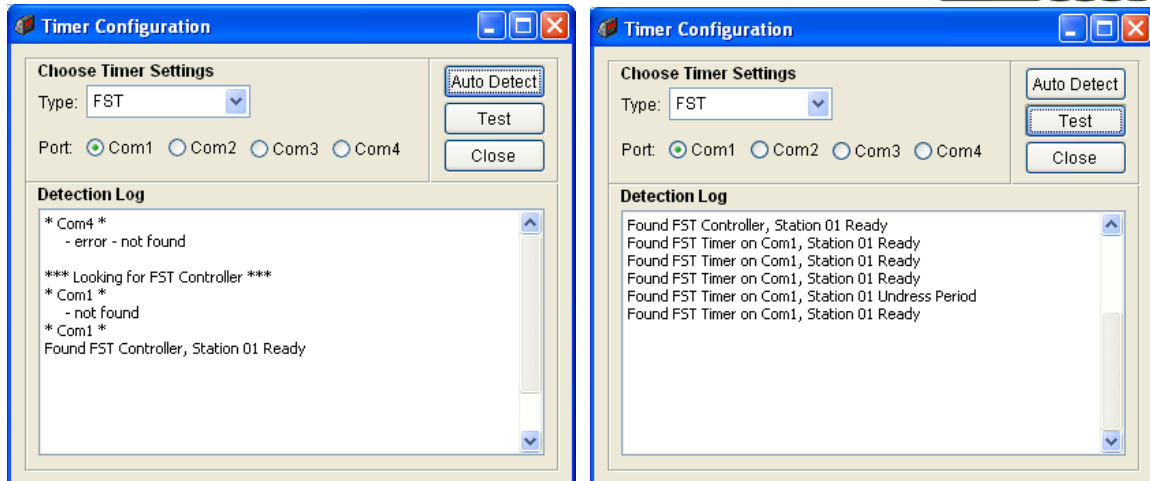 Timer Configuration
Choose Timer Settings
Type: FST
Auto Detect
Test
Port: Com1 Com2 Com3 Com4
Close
Detection Log
* Com4 *
- error - not found
*** Looking for FST Controller ***
* Com1 *
- not found
* Com1 *
Found FST Controller, Station 01 Ready
Timer Configuration
Choose Timer Settings
Type: FST
Auto Detect
Test
Port: Com1 Com2 Com3 Com4
Close
Detection Log
Found FST Controller, Station 01 Ready
Found FST Timer on Com1, Station 01 Ready
Found FST Timer on Com1, Station 01 Ready
Found FST Timer on Com1, Station 01 Ready
Found FST Timer on Com1, Station 01 Undress Period
Found FST Timer on Com1, Station 01 Ready